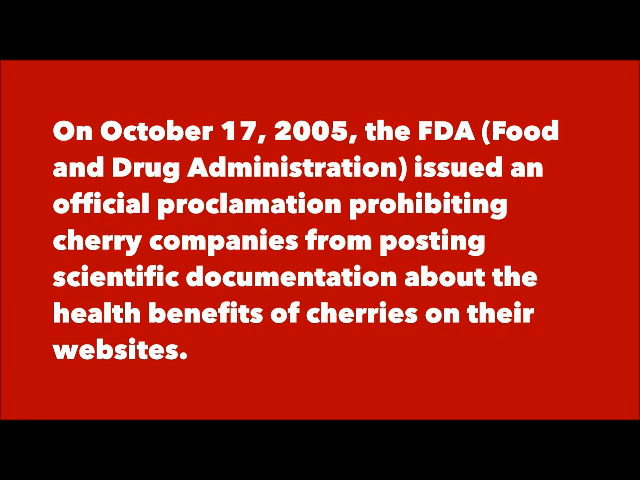 On October 17, 2005, the FDA (Food
and Drug Administration) issued an
official proclamation prohibiting
cherry companies from posting
scientific documentation about the
health benefits of cherries on their
websites.